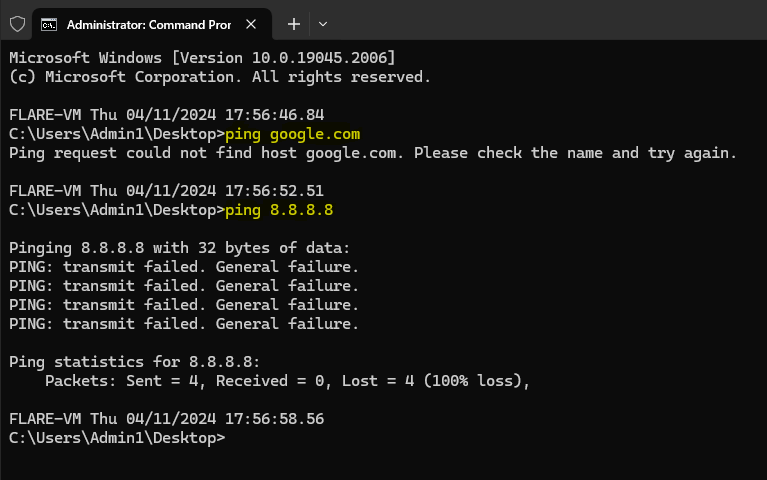 Administrator: Command Pror
Microsoft Windows [Version 10.0.19045.2006]
(c) Microsoft Corporation. All rights reserved.
FLARE-VM Thu 04/11/2024 17:56:46.84
C:\Users\Admin1\Desktop>ping google.com
Ping request could not find host google.com. Please check the name and try again.
FLARE-VM Thu 04/11/2024 17:56:52.51
C:\Users\Admin1\Desktop>ping 8.8.8.8
Pinging 8.8.8.8 with 32 bytes of data:
PING: transmit failed. General failure.
PING: transmit failed. General failure.
PING: transmit failed. General failure.
PING: transmit failed. General failure.
Ping statistics for 8.8.8.8:
    Packets: Sent = 4, Received = 0, Lost = 4 (100% loss),
FLARE-VM Thu 04/11/2024 17:56:58.56
C:\Users\Admin1\Desktop>